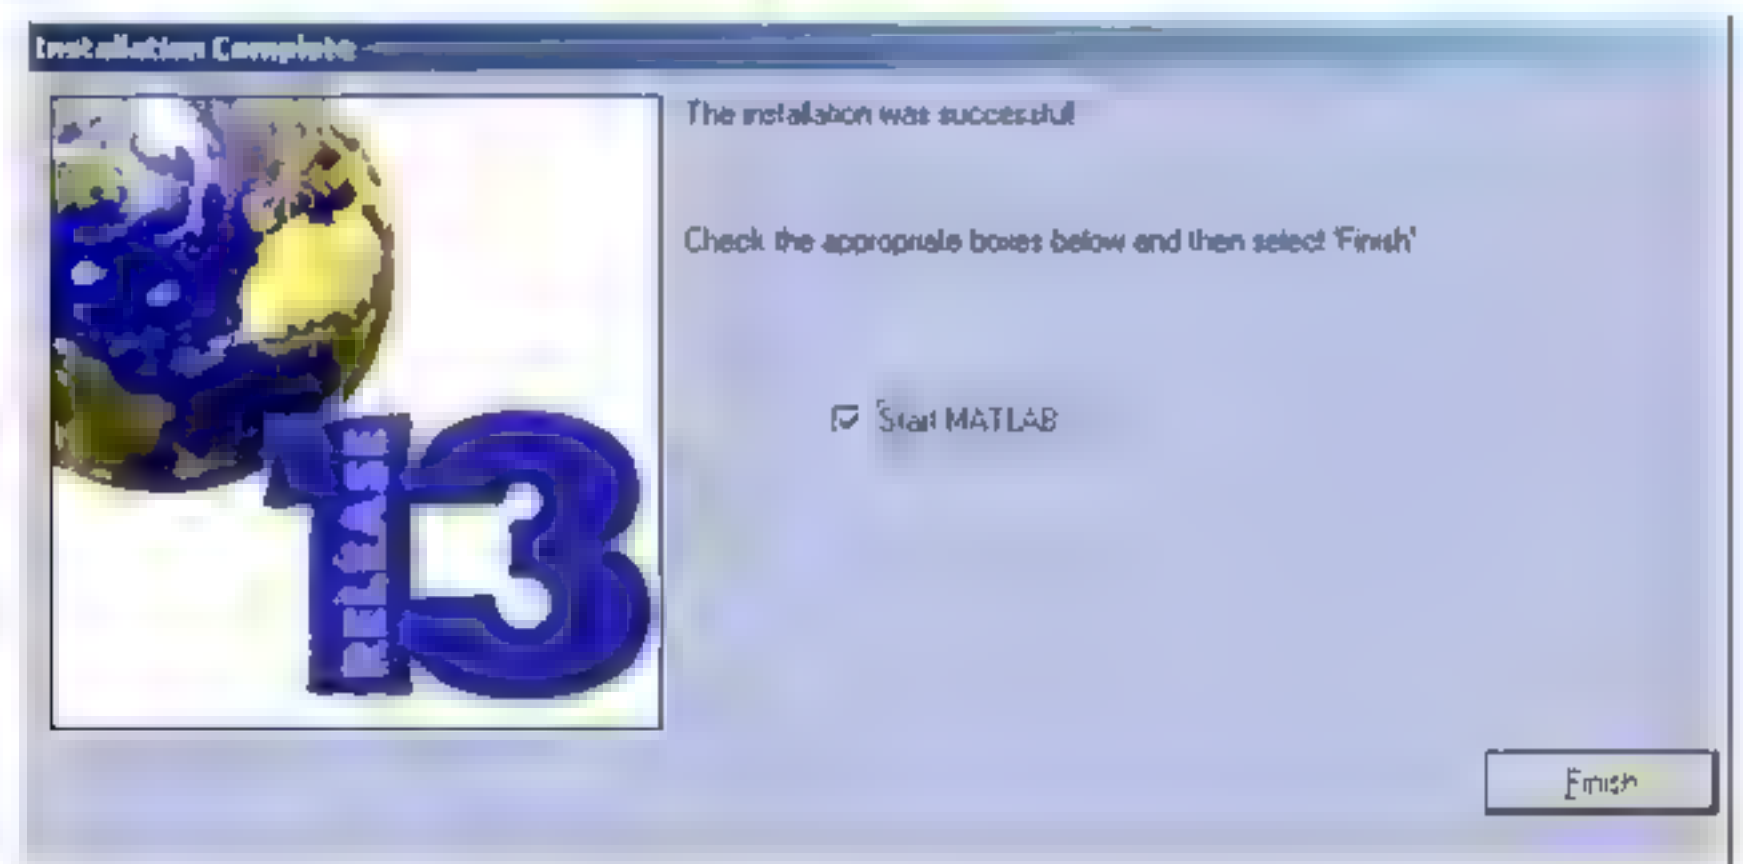 Installation Complete
The installation was successful
Check the appropriate boxes below and then select 'Finish'
Start MATLAB
RELEASE
13
Finish